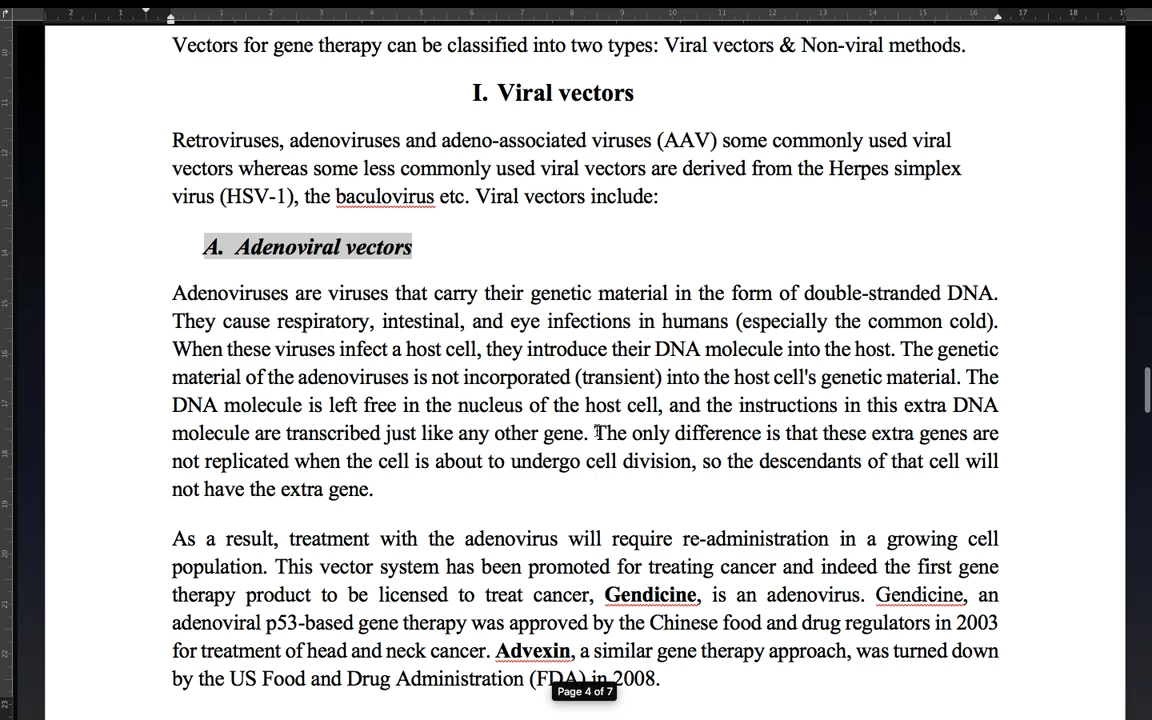 Vectors for gene therapy can be classified into two types: Viral vectors & Non-viral methods.
I. Viral vectors
Retroviruses, adenoviruses and adeno-associated viruses (AAV) some commonly used viral
vectors whereas some less commonly used viral vectors are derived from the Herpes simplex
virus (HSV-1), the baculovirus etc. Viral vectors include:
A. Adenoviral vectors
Adenoviruses are viruses that carry their genetic material in the form of double-stranded DNA.
They cause respiratory, intestinal, and eye infections in humans (especially the common cold).
When these viruses infect a host cell, they introduce their DNA molecule into the host. The genetic
material of the adenoviruses is not incorporated (transient) into the host cell's genetic material. The
DNA molecule is left free in the nucleus of the host cell, and the instructions in this extra DNA
molecule are transcribed just like any other gene. The only difference is that these extra genes are
not replicated when the cell is about to undergo cell division, so the descendants of that cell will
not have the extra gene.
As a result, treatment with the adenovirus will require re-administration in a growing cell
population. This vector system has been promoted for treating cancer and indeed the first gene
therapy product to be licensed to treat cancer, Gendicine, is an adenovirus. Gendicine, an
adenoviral p53-based gene therapy was approved by the Chinese food and drug regulators in 2003
for treatment of head and neck cancer. Advexin, a similar gene therapy approach, was turned down
by the US Food and Drug Administration (FDA) in 2008.
Page 4 of 7